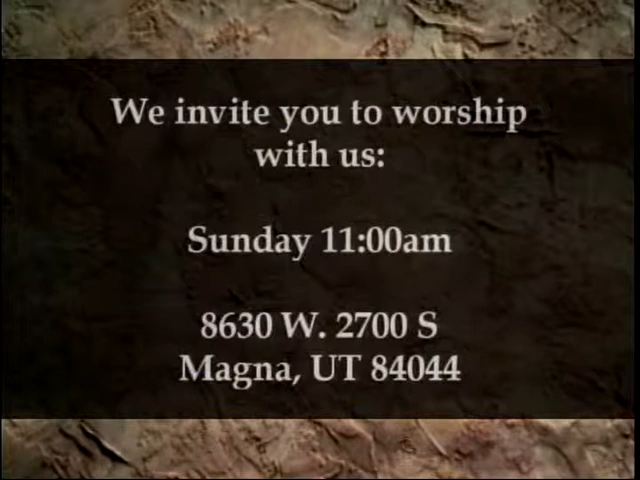 We invite you to worship
with us:
Sunday 11:00am
8630 W. 2700 S
Magna, UT 84044